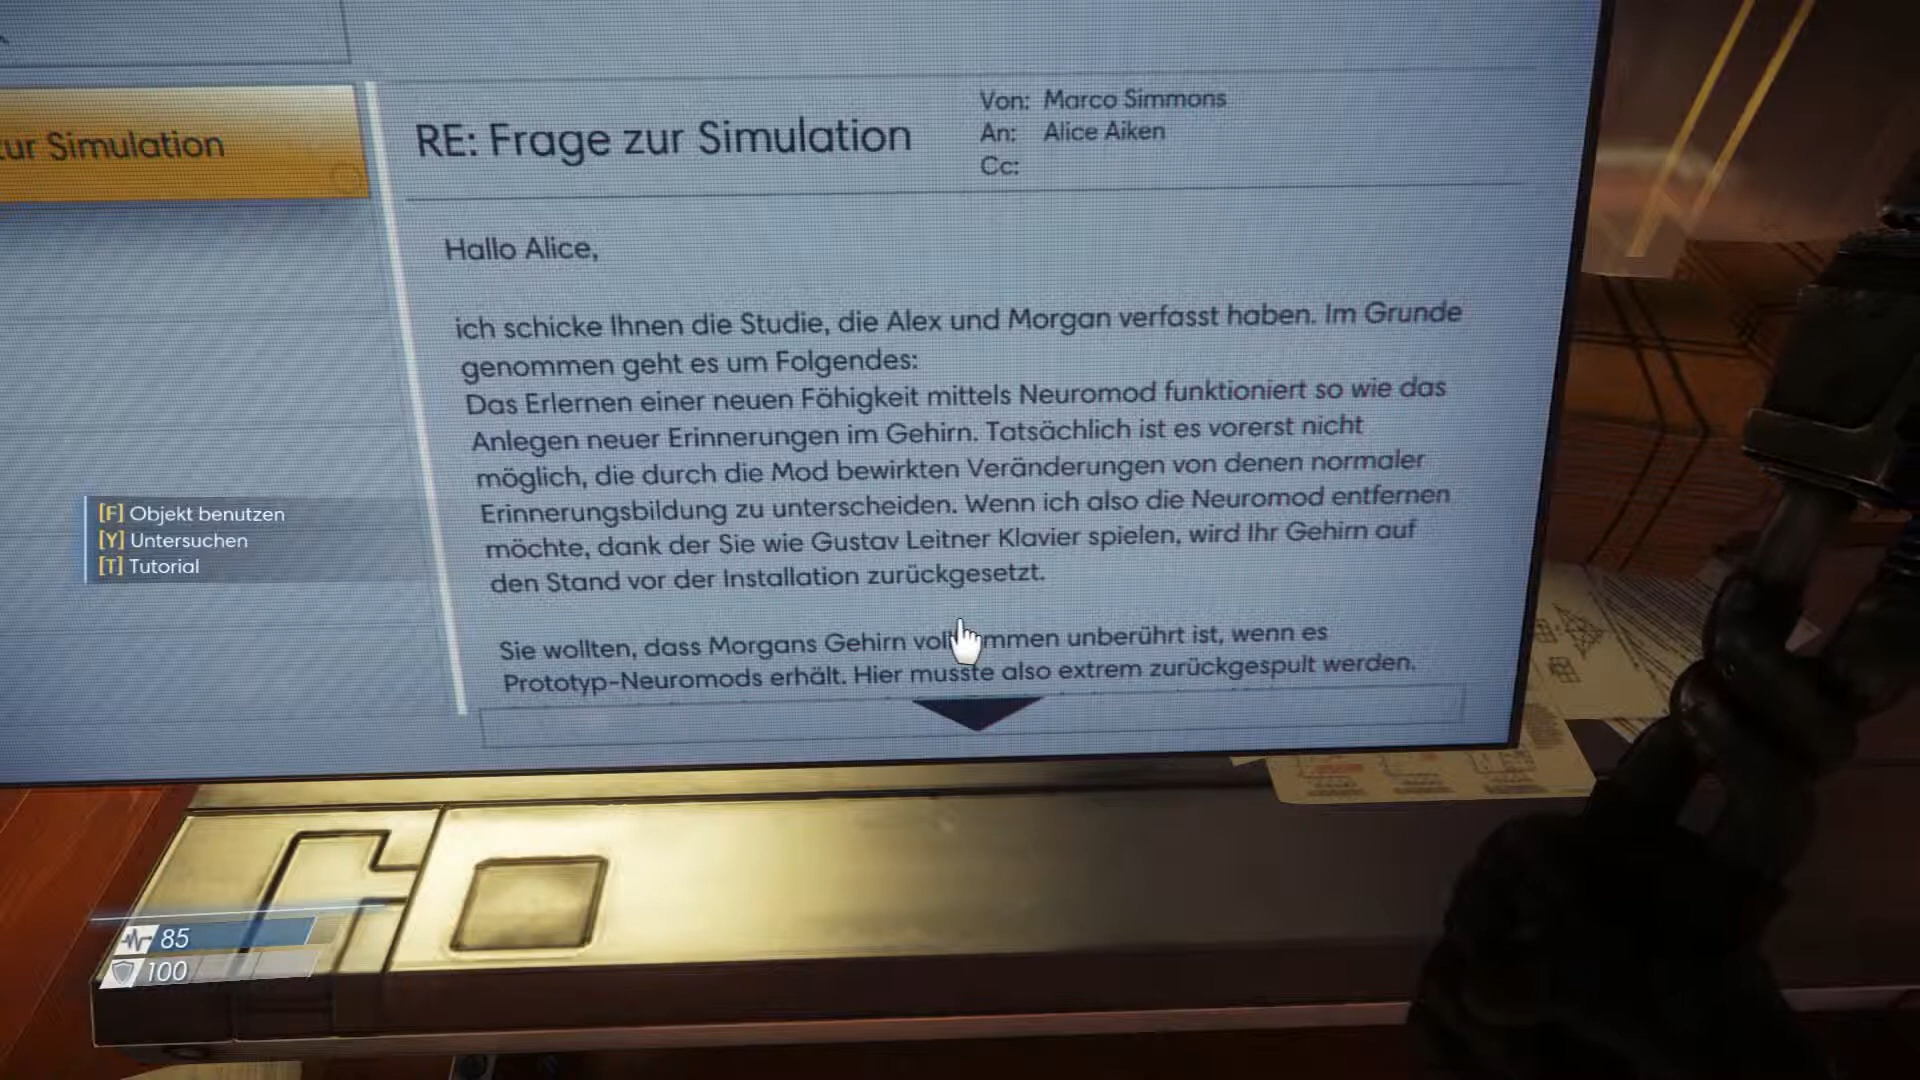 zur Simulation
RE: Frage zur Simulation
Von: Marco Simmons
An: Alice Aiken
Cc:
Hallo Alice,
ich schicke Ihnen die Studie, die Alex und Morgan verfasst haben. Im Grunde
genommen geht es um Folgendes:
Das Erlernen einer neuen Fähigkeit mittels Neuromod funktioniert so wie das
Anlegen neuer Erinnerungen im Gehirn. Tatsächlich ist es vorerst nicht
möglich, die durch die Mod bewirkten Veränderungen von denen normaler
Erinnerungsbildung zu unterscheiden. Wenn ich also die Neuromod entfernen
möchte, dank der Sie wie Gustav Leitner Klavier spielen, wird Ihr Gehirn auf
den Stand vor der Installation zurückgesetzt.
Sie wollten, dass Morgans Gehirn vollkommen unberührt ist, wenn es
Prototyp-Neuromods erhält. Hier musste also extrem zurückgespult werden.
[F] Objekt benutzen
[Y] Untersuchen
[T] Tutorial
85
100